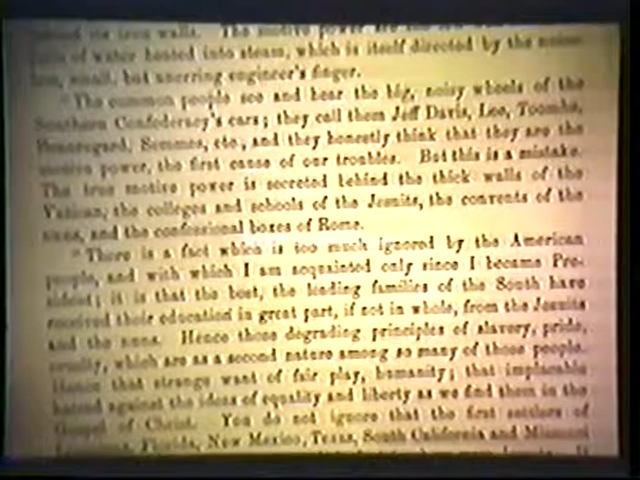 behind its iron walls. The motive power are the few
of water heated into steam, which is itself directed by the noise-
less, small, but unerring engineer's finger.
"The common people see and hear the big, noisy wheels of the
Southern Confederacy's cars; they call them Jeff Davis, Lee, Toombs,
Beauregard, Semmes, etc., and they honestly think that they are the
motive power, the first cause of our troubles. But this is a mistake.
The true motive power is secreted behind the thick walls of the
Vatican, the colleges and schools of the Jesuits, the convents of the
nuns, and the confessional boxes of Rome.
"There is a fact which is too much ignored by the American
people, and with which I am acquainted only since I became Pre-
sident; it is that the best, the leading families of the South have
received their education in great part, if not in whole, from the Jesuits
and the nuns. Hence those degrading principles of slavery, pride,
cruelty, which are as a second nature among so many of those people.
Hence that strange want of fair play, humanity; that implacable
hatred against the ideas of equality and liberty as we find them in the
Gospel of Christ. You do not ignore that the first settlers of
Florida, New Mexico, Texas, South California and Missouri